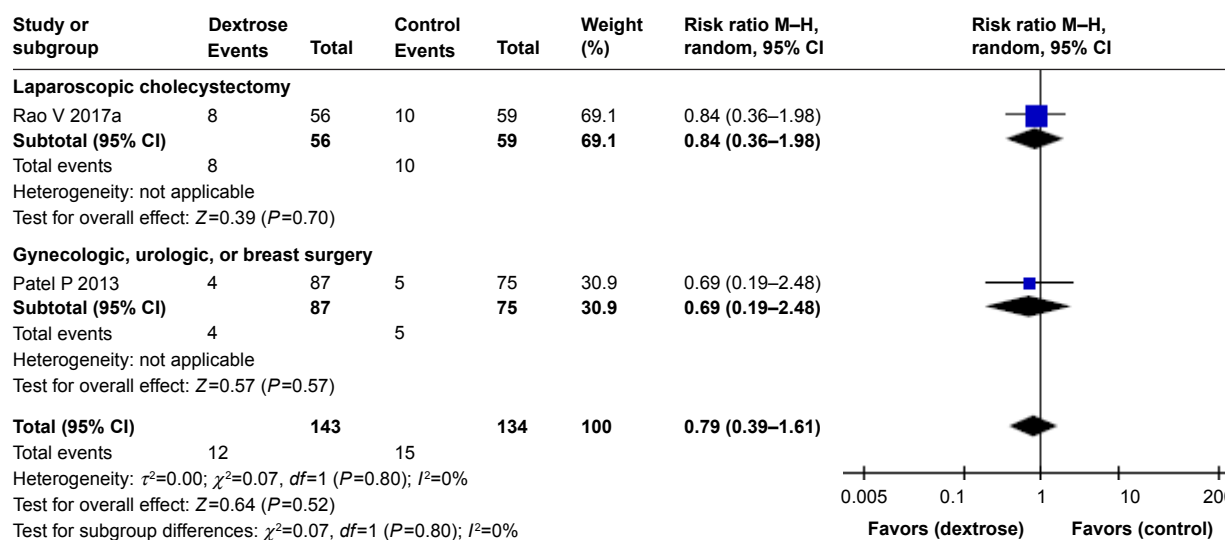 Study or subgroup Dextrose Events Total Control Events Total Weight (%) Risk ratio M–H, random, 95% CI Risk ratio M–H, random, 95% CI
Laparoscopic cholecystectomy
Rao V 2017a 8 56 10 59 69.1 0.84 (0.36–1.98)
Subtotal (95% CI) 56 59 69.1 0.84 (0.36–1.98)
Total events 8 10
Heterogeneity: not applicable
Test for overall effect: Z=0.39 (P=0.70)
Gynecologic, urologic, or breast surgery
Patel P 2013 4 87 5 75 30.9 0.69 (0.19–2.48)
Subtotal (95% CI) 87 75 30.9 0.69 (0.19–2.48)
Total events 4 5
Heterogeneity: not applicable
Test for overall effect: Z=0.57 (P=0.57)
Total (95% CI) 143 134 100 0.79 (0.39–1.61)
Total events 12 15
Heterogeneity: τ²=0.00; χ²=0.07, df=1 (P=0.80); I²=0%
Test for overall effect: Z=0.64 (P=0.52)
Test for subgroup differences: χ²=0.07, df=1 (P=0.80); I²=0%
0.005 0.1 1 10
Favors (dextrose) Favors (control)